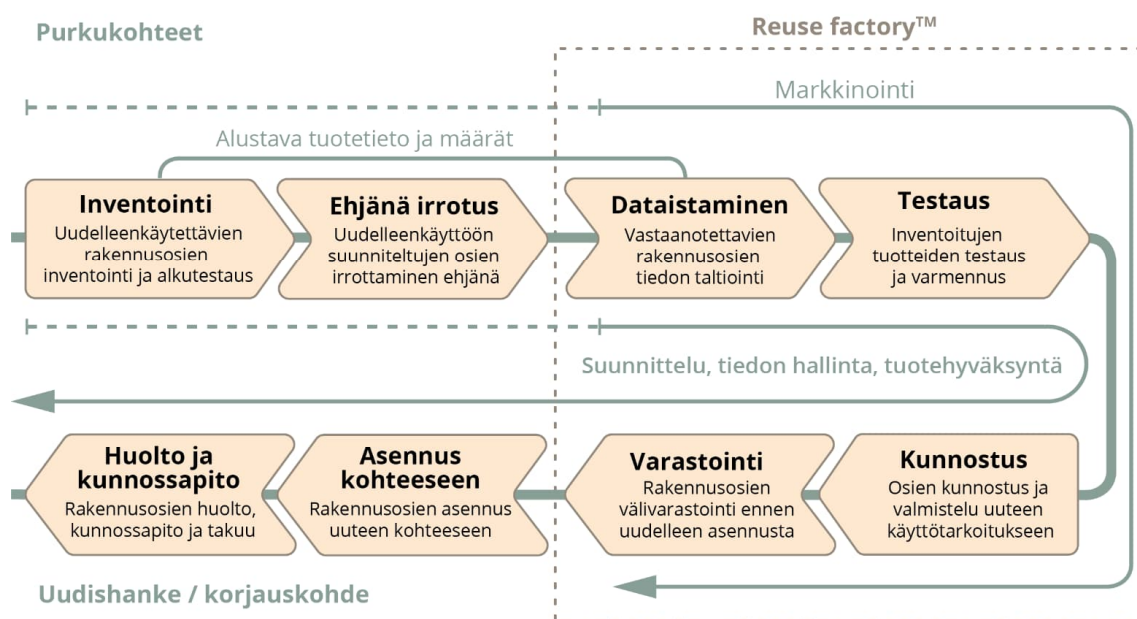 Purkukohteet
Reuse factory™
Markkinointi
Alustava tuotetieto ja määrät
Inventointi
Uudelleenkäytettävien
rakennusosien
inventointi ja alkutestaus
Ehjänä irrotus
Uudelleenkäyttöön
suunniteltujen osien
irrottaminen ehjänä
Dataistaminen
Vastaanotettavien
rakennusosien
tiedon taltiointi
Testaus
Inventoitujen
tuotteiden testaus
ja varmennus
Suunnittelu, tiedon hallinta, tuotehyväksyntä
Huolto ja
kunnossapito
Rakennusosien huolto,
kunnossapito ja takuu
Asennus
kohteeseen
Rakennusosien asennus
uuteen kohteeseen
Varastointi
Rakennusosien
välivarastointi ennen
uudelleen asennusta
Kunnostus
Osien kunnostus ja
valmistelu uuteen
käyttötarkoitukseen
Uudishanke / korjauskohde